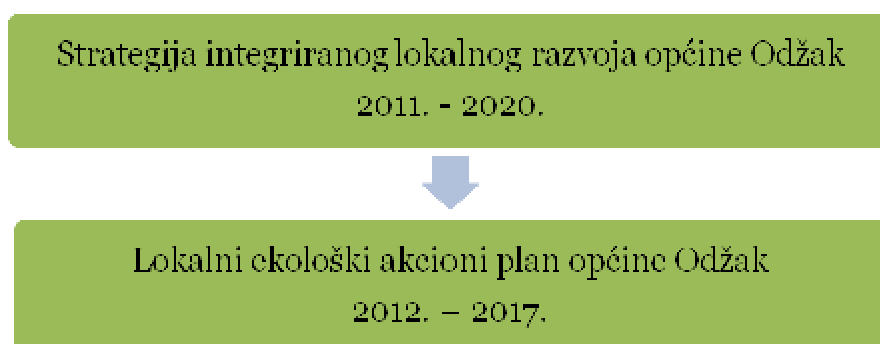 Strategija integriranog lokalnog razvoja općine Odžak
2011. - 2020.
Lokalni ekološki akcioni plan općine Odžak
2012. – 2017.